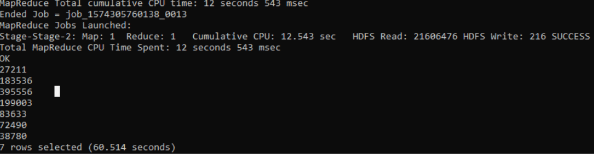 MapReduce Total cumulative CPU time: 12 seconds 543 msec
Ended Job = job_1574305760138_0013
MapReduce Jobs Launched:
Stage-Stage-2: Map: 1  Reduce: 1   Cumulative CPU: 12.543 sec   HDFS Read: 21606476 HDFS Write: 216 SUCCESS
Total MapReduce CPU Time Spent: 12 seconds 543 msec
OK
27211
183536
395556
199003
83633
72490
38780
7 rows selected (60.514 seconds)